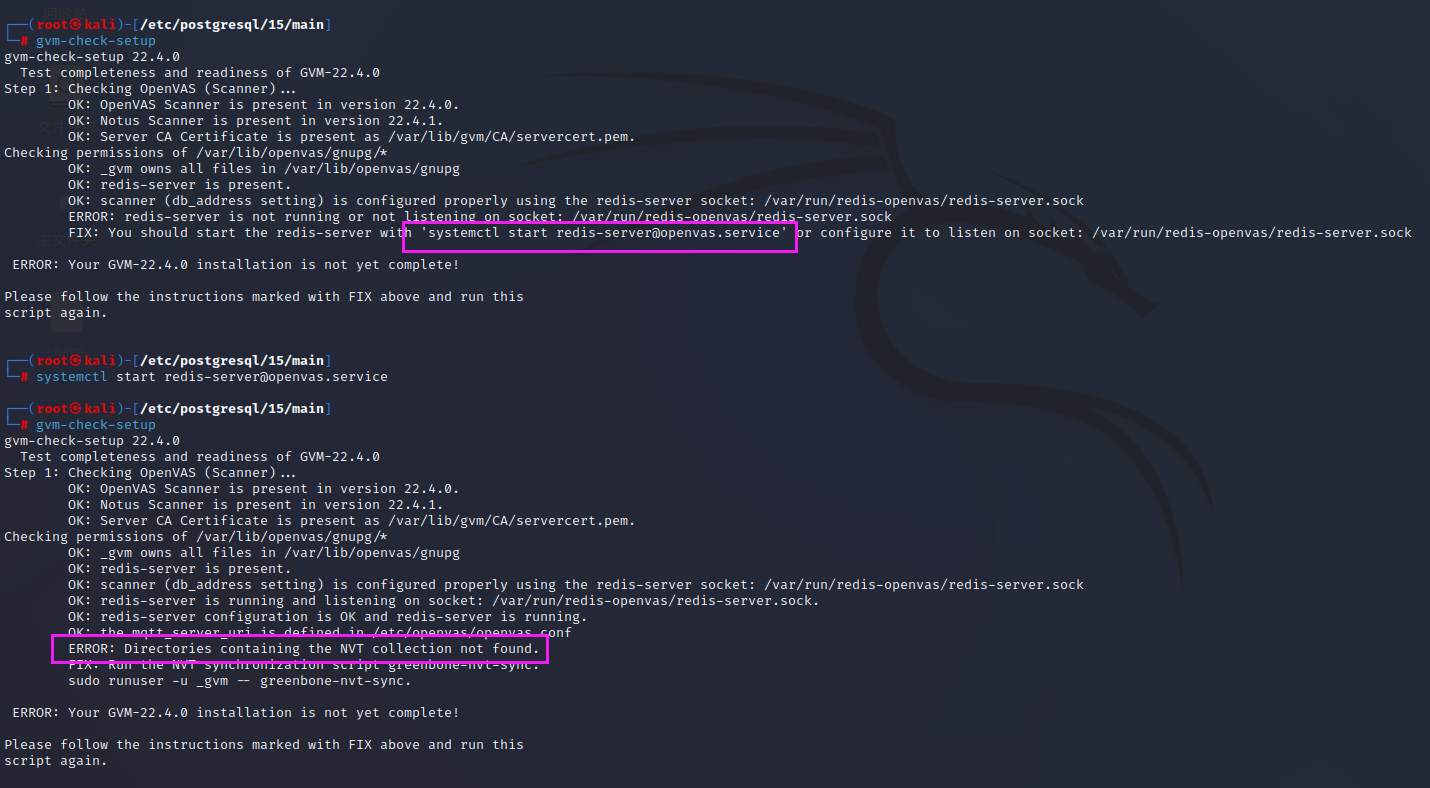 ┌──(root㉿kali)-[/etc/postgresql/15/main]
└─# gvm-check-setup
gvm-check-setup 22.4.0
  Test completeness and readiness of GVM-22.4.0
Step 1: Checking OpenVAS (Scanner)...
        OK: OpenVAS Scanner is present in version 22.4.0.
        OK: Notus Scanner is present in version 22.4.1.
        OK: Server CA Certificate is present as /var/lib/gvm/CA/servercert.pem.
Checking permissions of /var/lib/openvas/gnupg/*
        OK: _gvm owns all files in /var/lib/openvas/gnupg
        OK: redis-server is present.
        OK: scanner (db_address setting) is configured properly using the redis-server socket: /var/run/redis-openvas/redis-server.sock
        ERROR: redis-server is not running or not listening on socket: /var/run/redis-openvas/redis-server.sock
        FIX: You should start the redis-server with 'systemctl start redis-server@openvas.service' or configure it to listen on socket: /var/run/redis-openvas/redis-server.sock
 ERROR: Your GVM-22.4.0 installation is not yet complete!
Please follow the instructions marked with FIX above and run this
script again.
┌──(root㉿kali)-[/etc/postgresql/15/main]
└─# systemctl start redis-server@openvas.service
┌──(root㉿kali)-[/etc/postgresql/15/main]
└─# gvm-check-setup
gvm-check-setup 22.4.0
  Test completeness and readiness of GVM-22.4.0
Step 1: Checking OpenVAS (Scanner)...
        OK: OpenVAS Scanner is present in version 22.4.0.
        OK: Notus Scanner is present in version 22.4.1.
        OK: Server CA Certificate is present as /var/lib/gvm/CA/servercert.pem.
Checking permissions of /var/lib/openvas/gnupg/*
        OK: _gvm owns all files in /var/lib/openvas/gnupg
        OK: redis-server is present.
        OK: scanner (db_address setting) is configured properly using the redis-server socket: /var/run/redis-openvas/redis-server.sock
        OK: redis-server is running and listening on socket: /var/run/redis-openvas/redis-server.sock.
        OK: redis-server configuration is OK and redis-server is running.
        OK: the mqtt_server_uri is defined in /etc/openvas/openvas.conf
        ERROR: Directories containing the NVT collection not found.
        FIX: Run the NVT synchronization script greenbone-nvt-sync.
        sudo runuser -u _gvm -- greenbone-nvt-sync.
 ERROR: Your GVM-22.4.0 installation is not yet complete!
Please follow the instructions marked with FIX above and run this
script again.